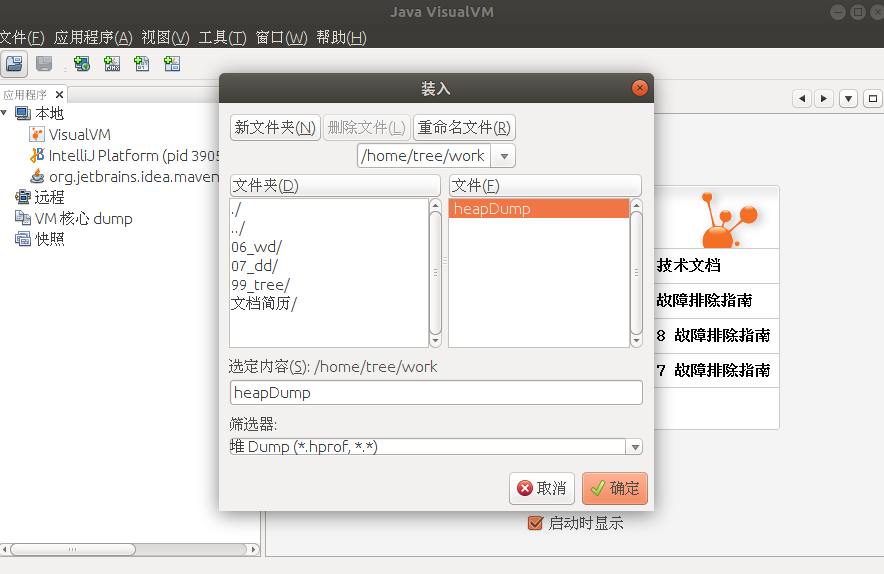 Java VisualVM
文件(F) 应用程序(A) 视图(V) 工具(T) 窗口(W) 帮助(H)
应用程序
本地
VisualVM
IntelliJ Platform (pid 3905
org.jetbrains.idea.maven
远程
VM 核心 dump
快照
装入
新文件夹(N) 删除文件(L) 重命名文件(R)
/home/tree/work
文件夹(D)
./
../
06_wd/
07_dd/
99_tree/
文档简历/
文件(F)
heapDump
选定内容(S): /home/tree/work
heapDump
筛选器:
堆 Dump (*.hprof, *.*)
取消 确定
技术文档
故障排除指南
8 故障排除指南
7 故障排除指南
启动时显示